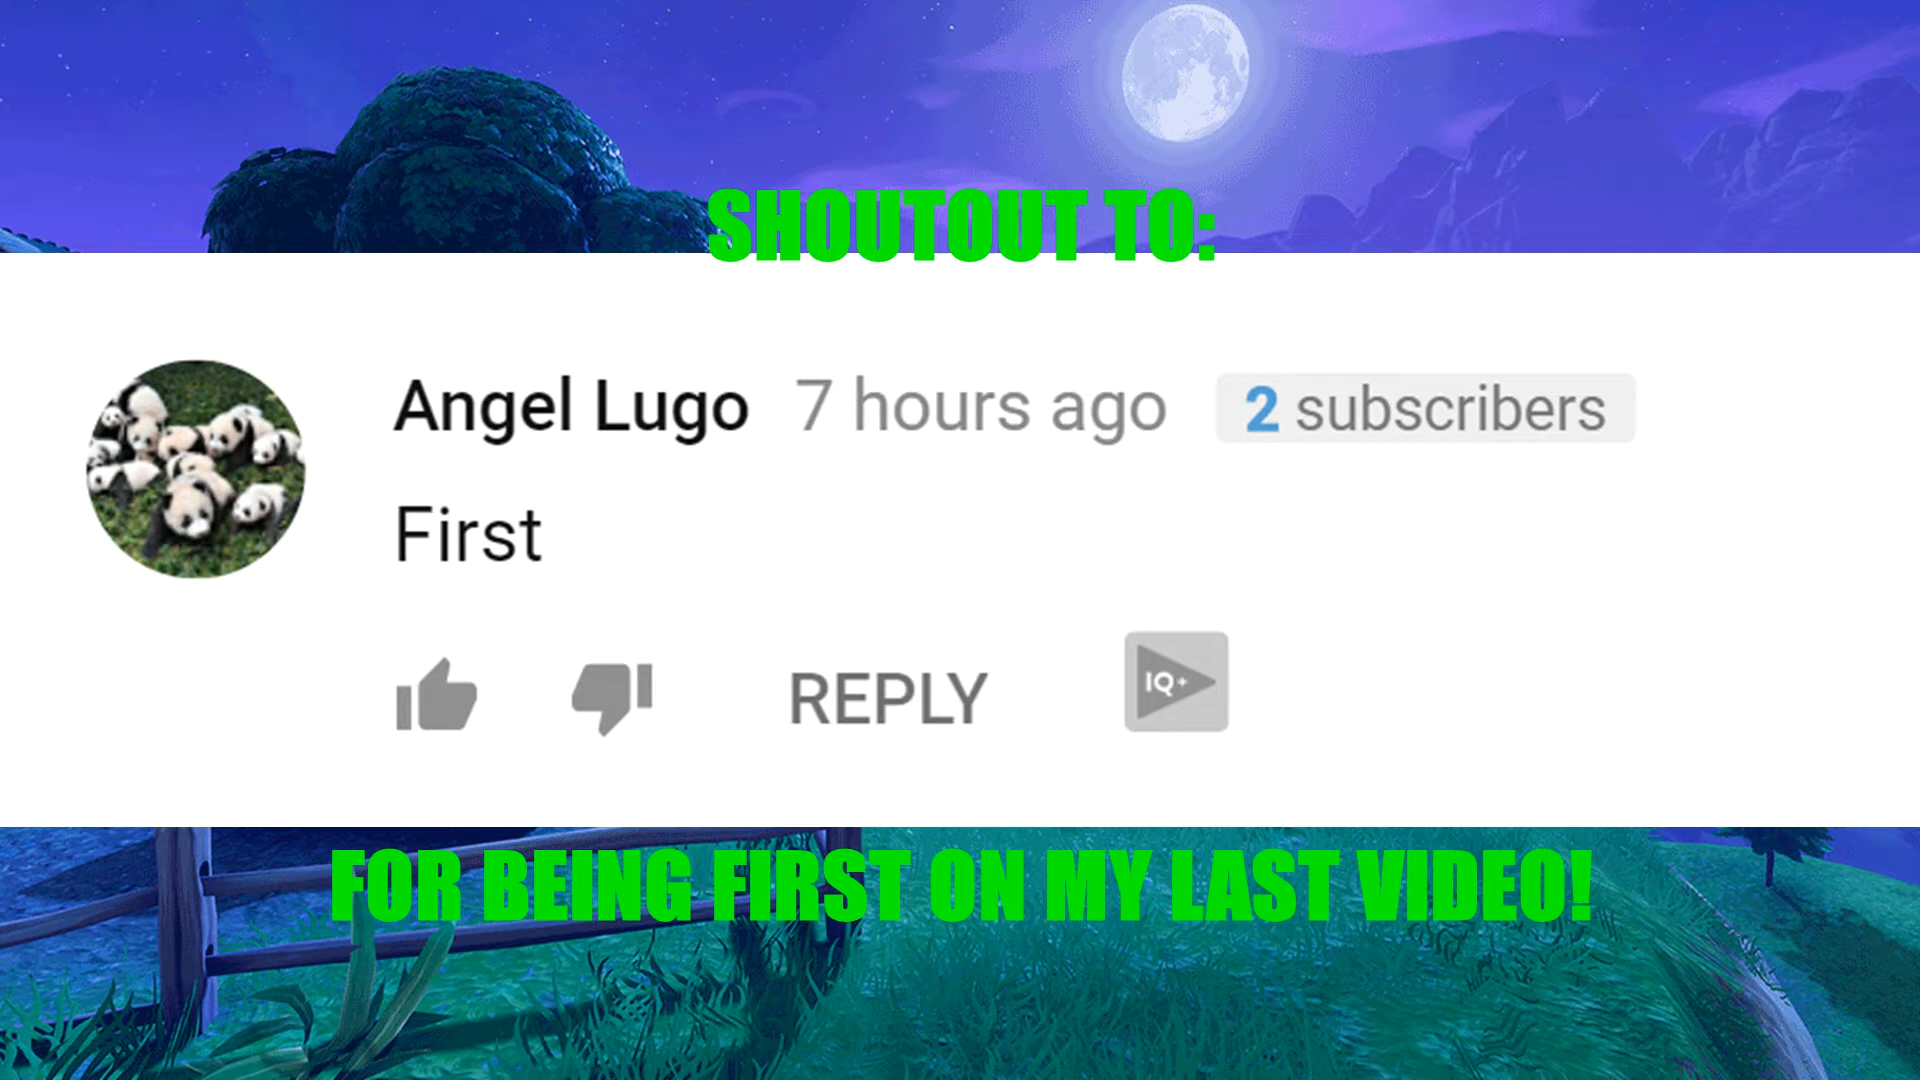 SHOUTOUT TO:
Angel Lugo 7 hours ago 2 subscribers
First
REPLY IQ+
FOR BEING FIRST ON MY LAST VIDEO!